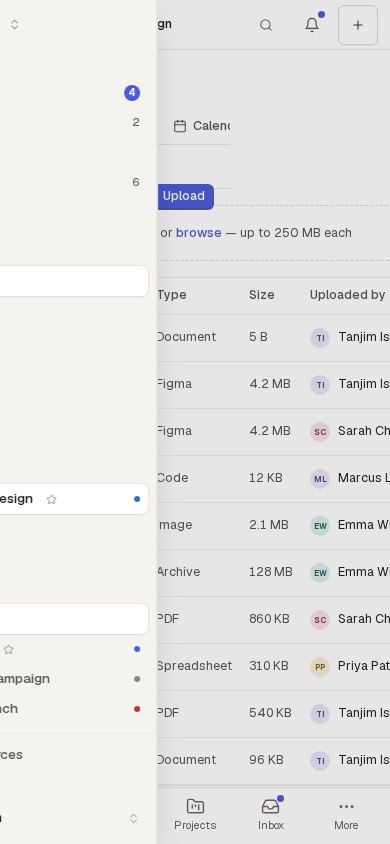 gn
4
2
6
esign
ampaign
nch
rces
n
Calenc
Upload
or browse — up to 250 MB each
Type Size Uploaded by
Document 5 B TI Tanjim Is
Figma 4.2 MB TI Tanjim Is
Figma 4.2 MB SC Sarah Ch
Code 12 KB ML Marcus L
mage 2.1 MB EW Emma W
Archive 128 MB EW Emma W
PDF 860 KB SC Sarah Ch
Spreadsheet 310 KB PP Priya Pat
PDF 540 KB TI Tanjim Is
Document 96 KB TI Tanjim Is
Projects Inbox More